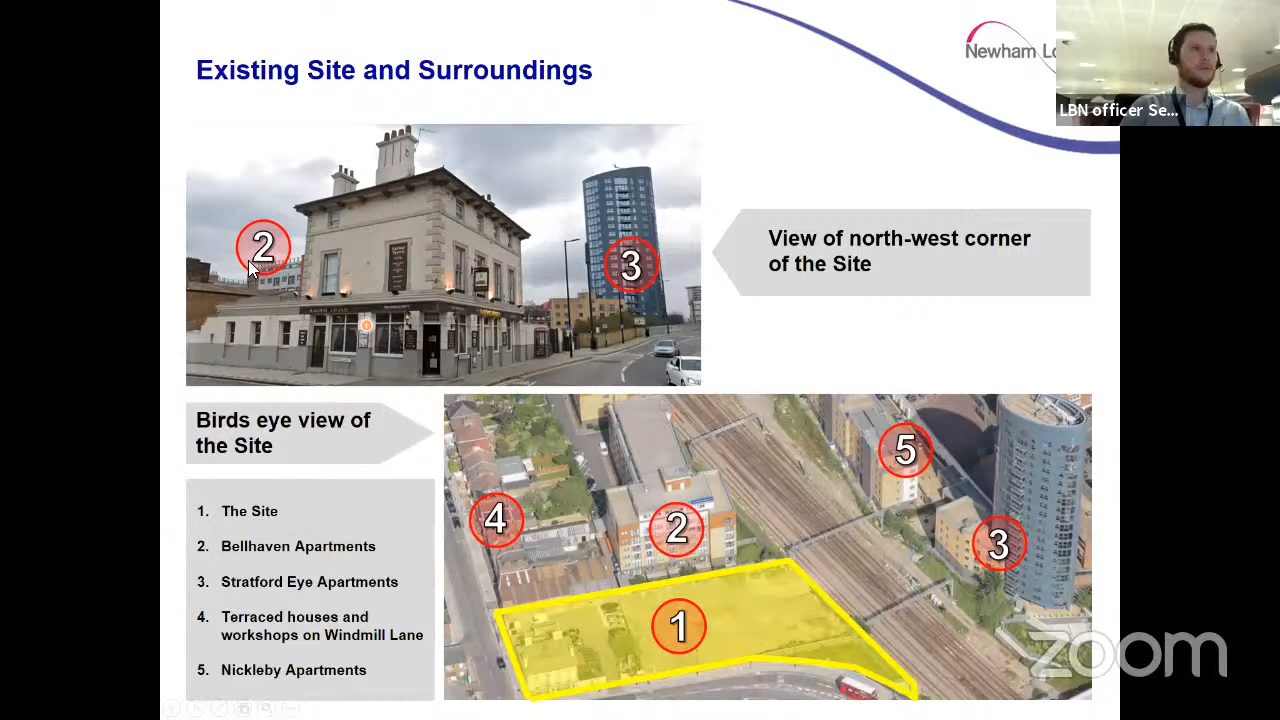 Existing Site and Surroundings
Newham Lo
LBN officer Se...
2
3
View of north-west corner
of the Site
Birds eye view of
the Site
1. The Site
2. Bellhaven Apartments
3. Stratford Eye Apartments
4. Terraced houses and
workshops on Windmill Lane
5. Nickleby Apartments
5
4
2
3
1
zoom